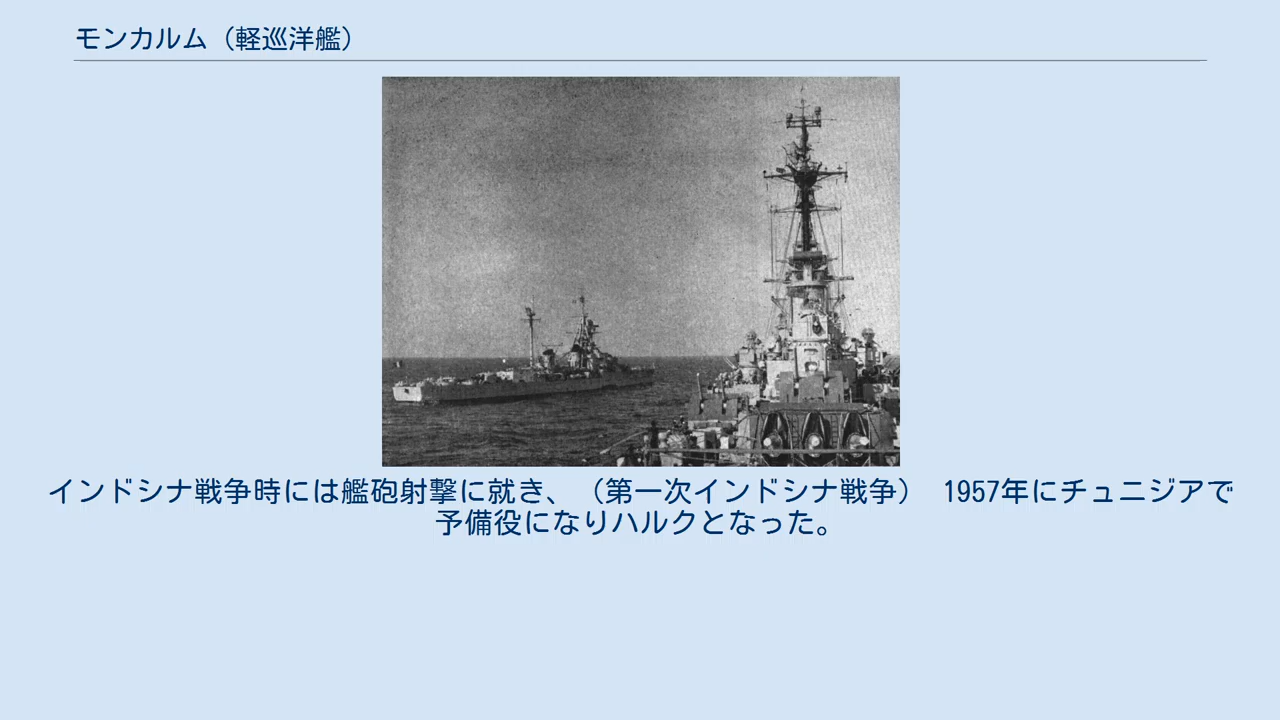 モンカルム（軽巡洋艦）
インドシナ戦争時には艦砲射撃に就き、（第一次インドシナ戦争） 1957年にチュニジアで
予備役になりハルクとなった。